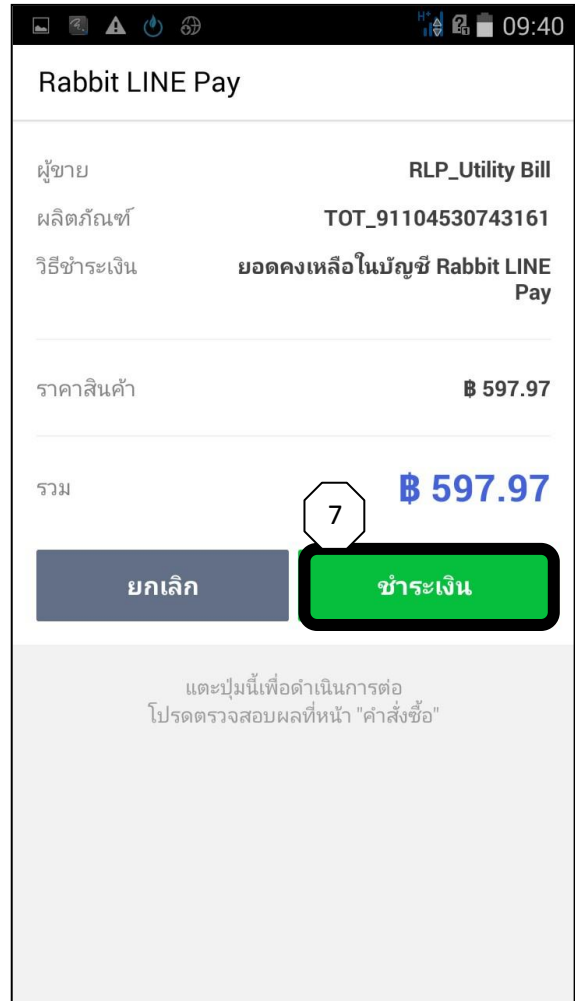 H+ 09:40
Rabbit LINE Pay
ผู้ขาย RLP_Utility Bill
ผลิตภัณฑ์ TOT_91104530743161
วิธีชำระเงิน ยอดคงเหลือในบัญชี Rabbit LINE
Pay
ราคาสินค้า ฿ 597.97
รวม ฿ 597.97
7
ยกเลิก ชำระเงิน
แตะปุ่มนี้เพื่อดำเนินการต่อ
โปรดตรวจสอบผลที่หน้า "คำสั่งซื้อ"